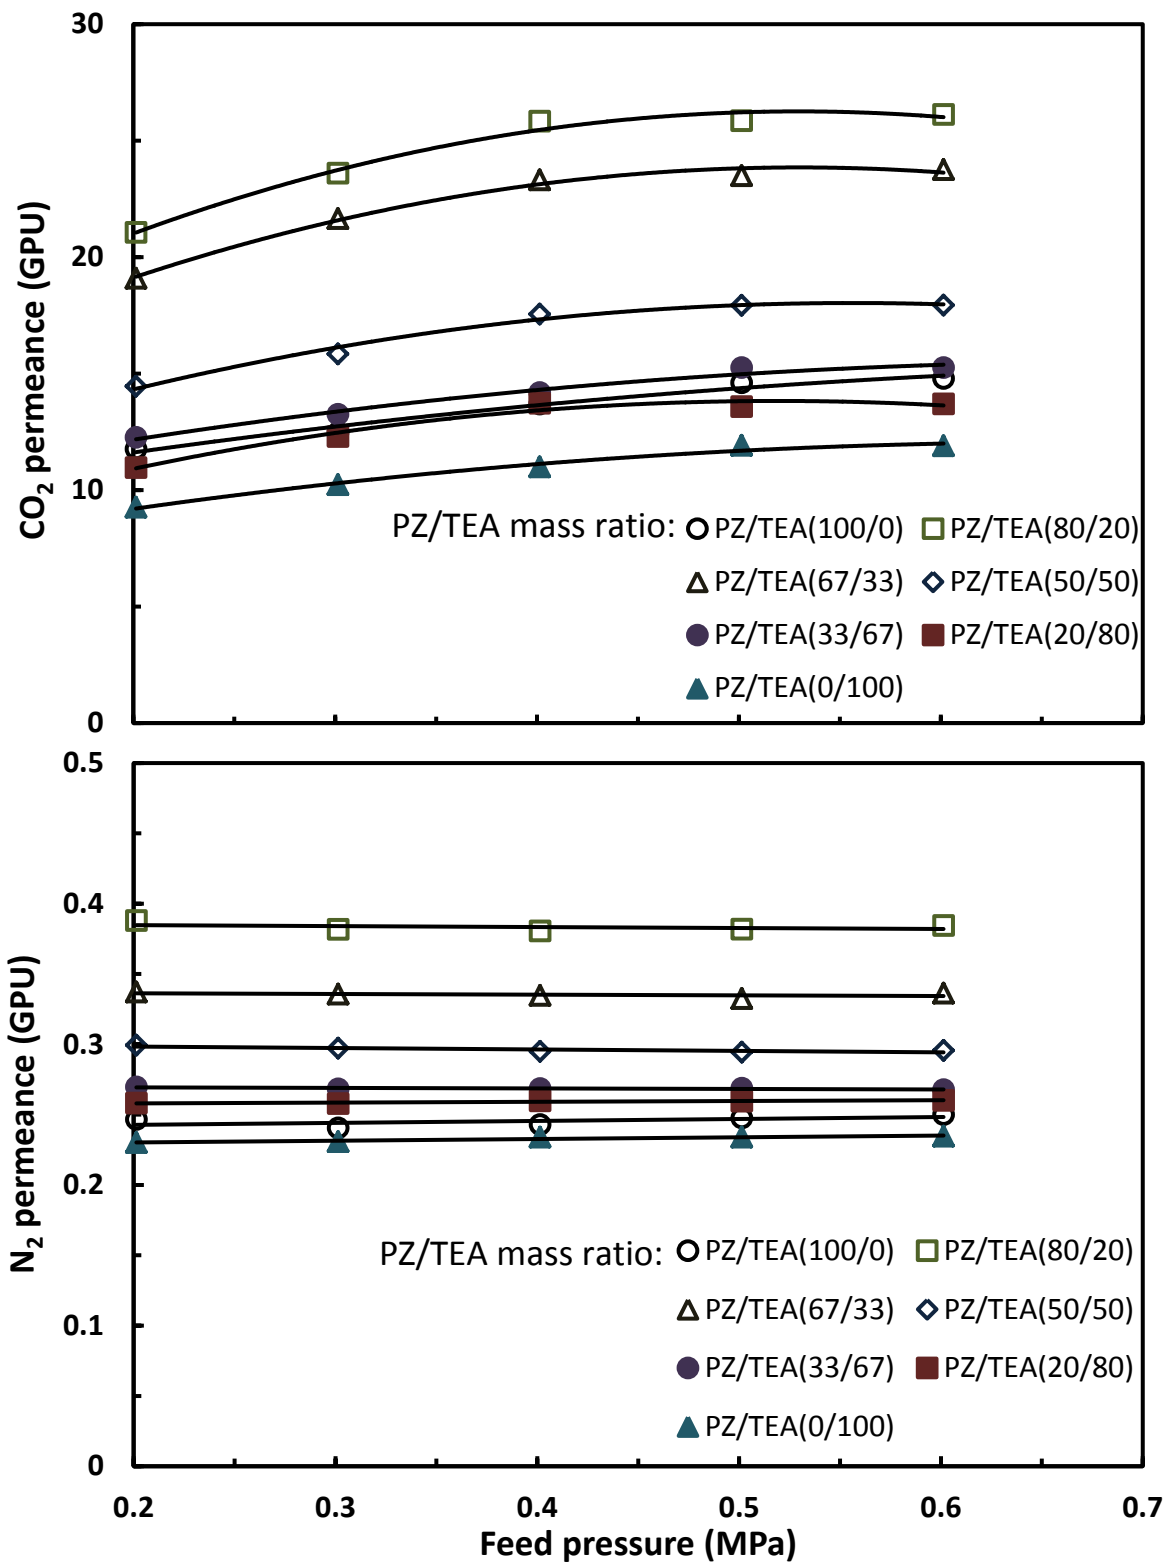 30
20
10
0
CO2 permeance (GPU)
PZ/TEA mass ratio: PZ/TEA(100/0) PZ/TEA(80/20)
PZ/TEA(67/33) PZ/TEA(50/50)
PZ/TEA(33/67) PZ/TEA(20/80)
PZ/TEA(0/100)
0.5
0.4
0.3
0.2
0.1
0
N2 permeance (GPU)
PZ/TEA mass ratio: PZ/TEA(100/0) PZ/TEA(80/20)
PZ/TEA(67/33) PZ/TEA(50/50)
PZ/TEA(33/67) PZ/TEA(20/80)
PZ/TEA(0/100)
0.2 0.3 0.4 0.5 0.6 0.7
Feed pressure (MPa)